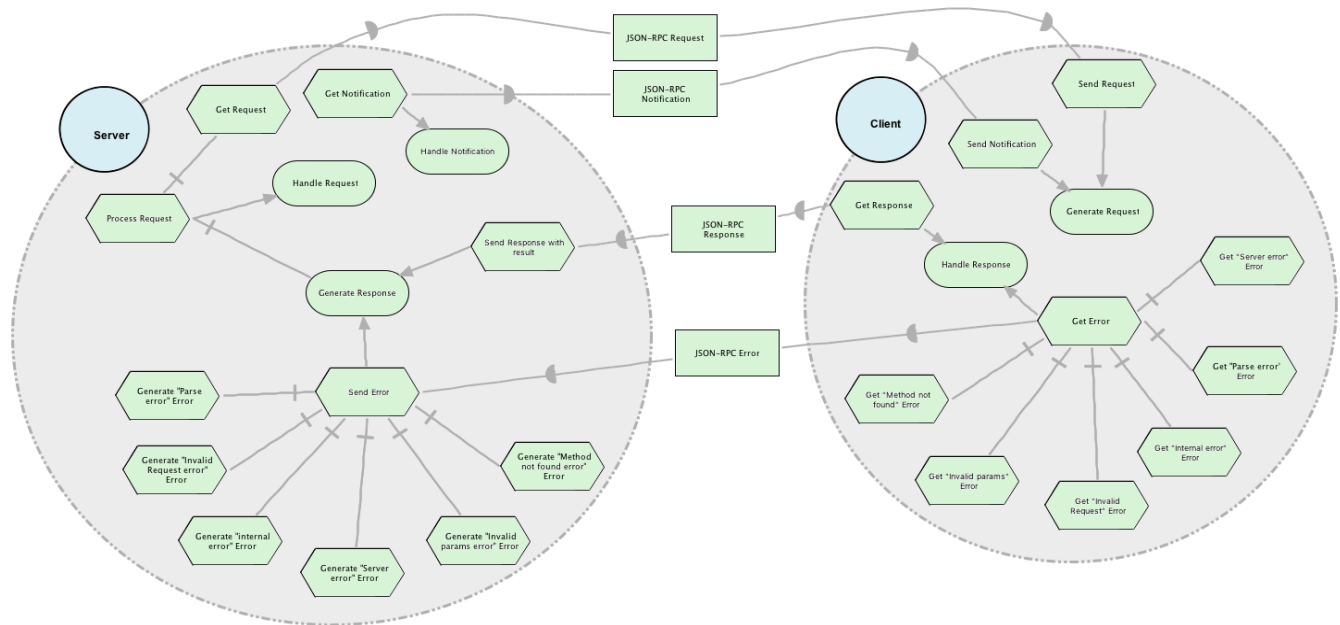 JSON-RPC Request
JSON-RPC
Notification
Server
Get Request
Get Notification
Handle Notification
Handle Request
Process Request
Send Response with
result
Generate Response
Send Error
Generate "Parse
error" Error
Generate "Invalid
Request error"
Error
Generate "internal
error" Error
Generate "Server
error" Error
Generate "Invalid
params error" Error
Generate "Method
not found error"
Error
JSON-RPC
Response
JSON-RPC Error
Client
Send Request
Send Notification
Get Response
Generate Request
Handle Response
Get "Server error"
Error
Get Error
Get "Parse error'
Error
Get "Method not
found" Error
Get "Internal error"
Error
Get "Invalid params"
Error
Get "Invalid
Request" Error